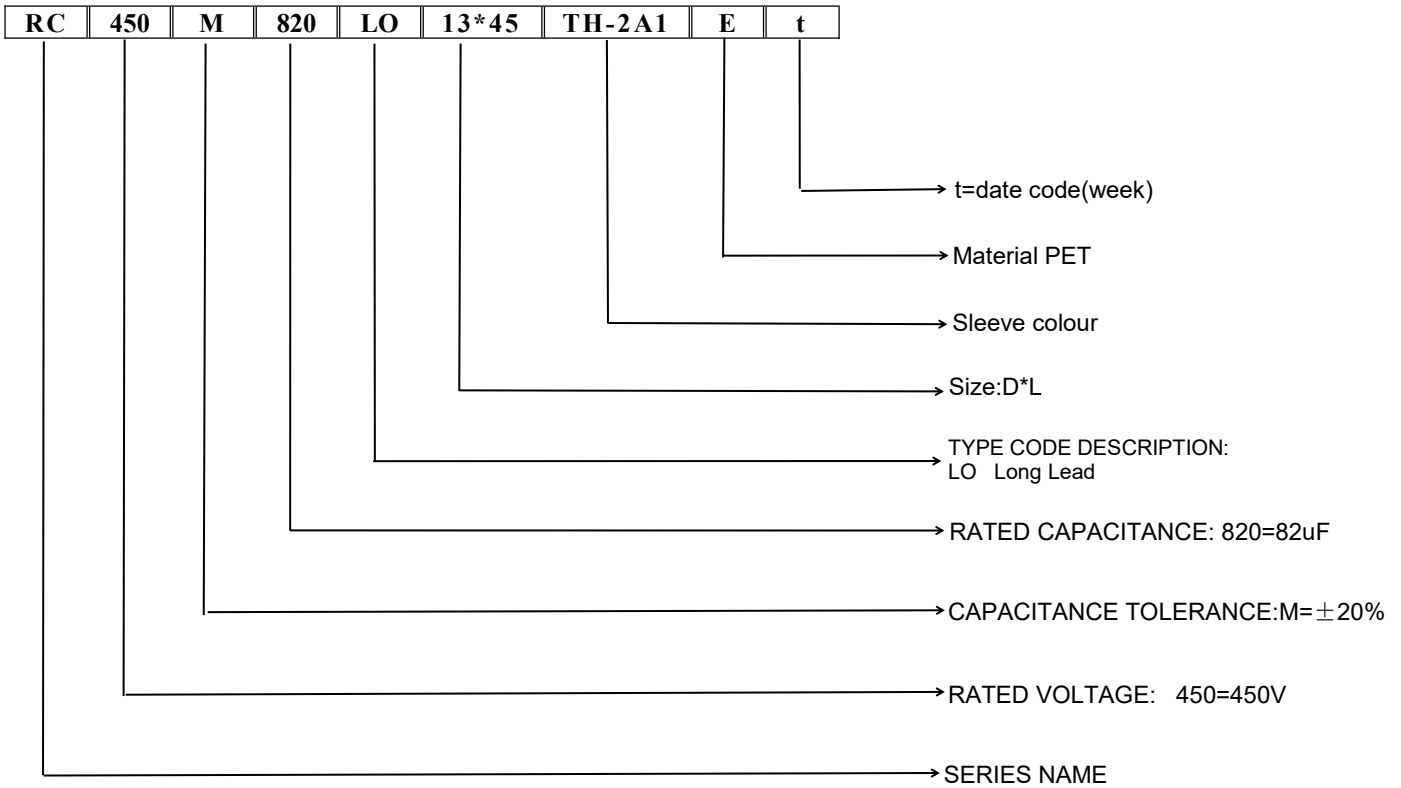 RC 450 M 820 LO 13*45 TH-2A1 E t
t=date code(week)
Material PET
Sleeve colour
Size:D*L
TYPE CODE DESCRIPTION:
LO Long Lead
RATED CAPACITANCE: 820=82uF
CAPACITANCE TOLERANCE:M=±20%
RATED VOLTAGE: 450=450V
SERIES NAME